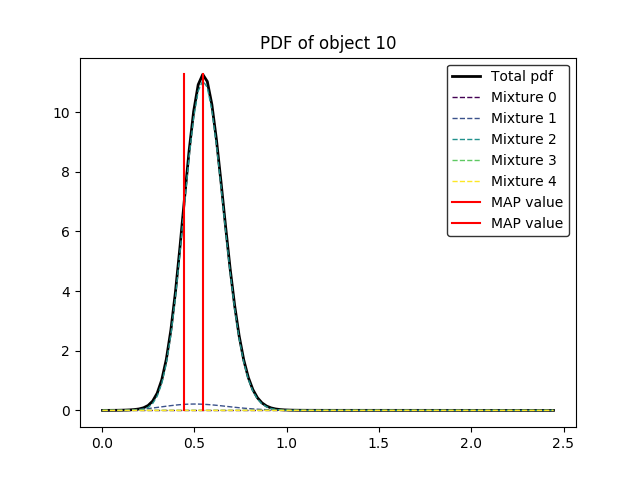 PDF of object 10
Total pdf
Mixture 0
Mixture 1
Mixture 2
Mixture 3
Mixture 4
MAP value
MAP value
10
8
6
4
2
0
0.0 0.5 1.0 1.5 2.0 2.5